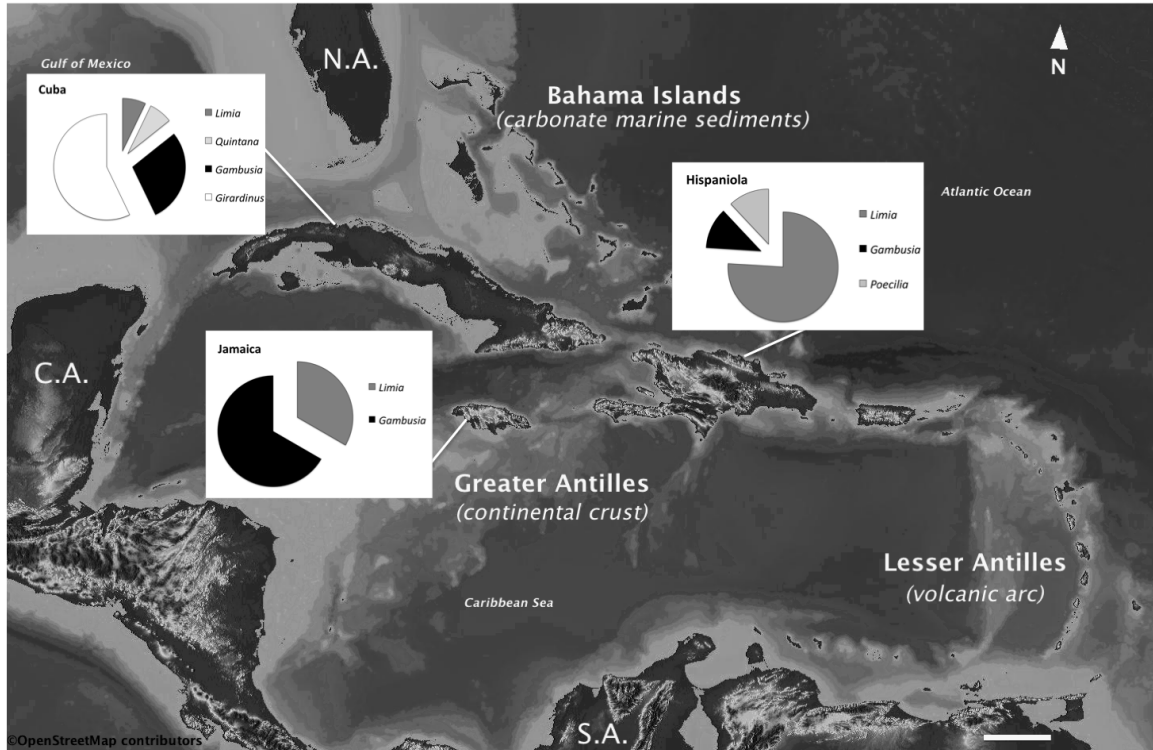 N.A.
Gulf of Mexico
Cuba
Limia
Quintana
Gambusia
Girardinus
N
Bahama Islands
(carbonate marine sediments)
Hispaniola
Limia
Gambusia
Poecilia
Atlantic Ocean
C.A.
Jamaica
Limia
Gambusia
Greater Antilles
(continental crust)
Lesser Antilles
(volcanic arc)
Caribbean Sea
S.A.
©OpenStreetMap contributors